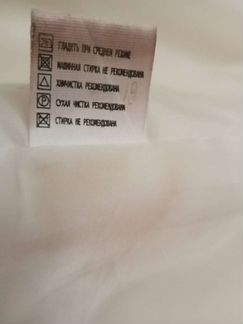 ГЛАДИТЬ ПРИ СРЕДНЕМ РЕЖИМЕ
МАШИННАЯ СТИРКА НЕ РЕКОМЕНДОВАНА
ХИМЧИСТКА РЕКОМЕНДОВАНА
СУХАЯ ЧИСТКА РЕКОМЕНДОВАНА
СТИРКА НЕ РЕКОМЕНДОВАНА